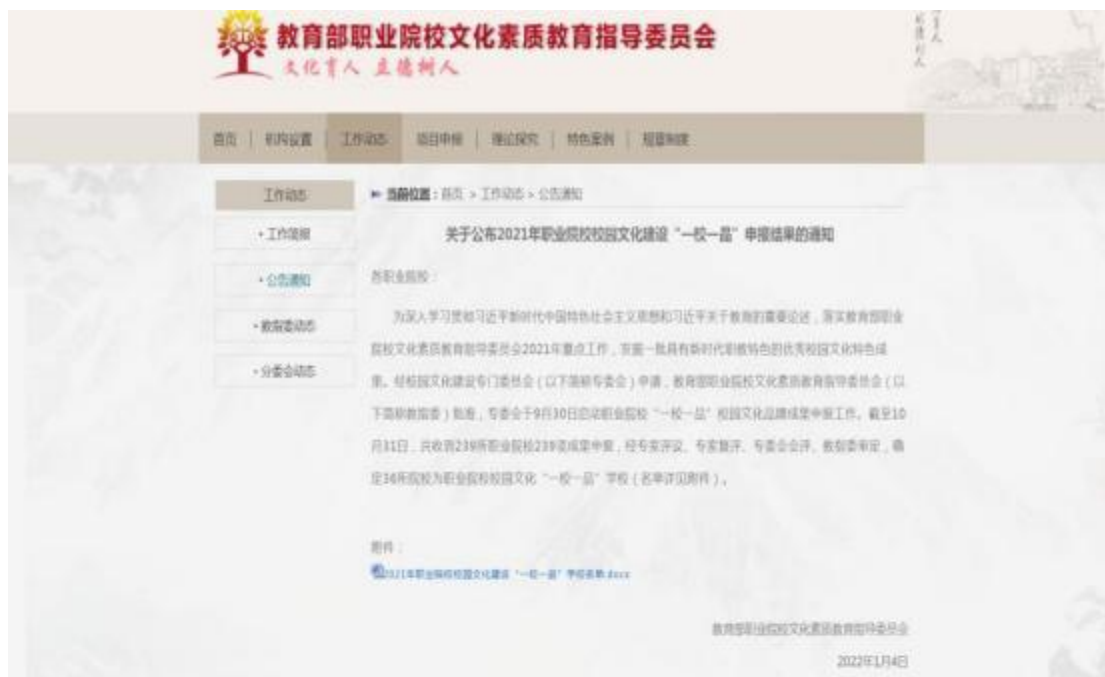 教育部职业院校文化素质教育指导委员会
文化育人 立德树人
首页 | 机构设置 | 工作动态 项目申报 | 理论探究 | 特色案例 | 规章制度
工作动态
当前位置：首页 > 工作动态 > 公告通知
• 工作简报
关于公布2021年职业院校校园文化建设“一校一品”申报结果的通知
• 公告通知
各职业院校：
• 教指委动态
• 分委会动态
为深入学习贯彻习近平新时代中国特色社会主义思想和习近平关于教育的重要论述，落实教育部职业
院校文化素质教育指导委员会2021年重点工作，发掘一批具有新时代职教特色的优秀校园文化特色成
果。经校园文化建设专门委员会（以下简称专委会）申请，教育部职业院校文化素质教育指导委员会（以
下简称教指委）批准，专委会于9月30日启动职业院校“一校一品”校园文化品牌成果申报工作。截至10
月31日，共收到239所职业院校239项成果申报，经专家评议、专家复评、专委会会评、教指委审定，确
定36所院校为职业院校校园文化“一校一品”学校（名单详见附件）。
附件：
2021年职业院校校园文化建设“一校一品”学校名单.docx
教育部职业院校文化素质教育指导委员会
2022年1月4日